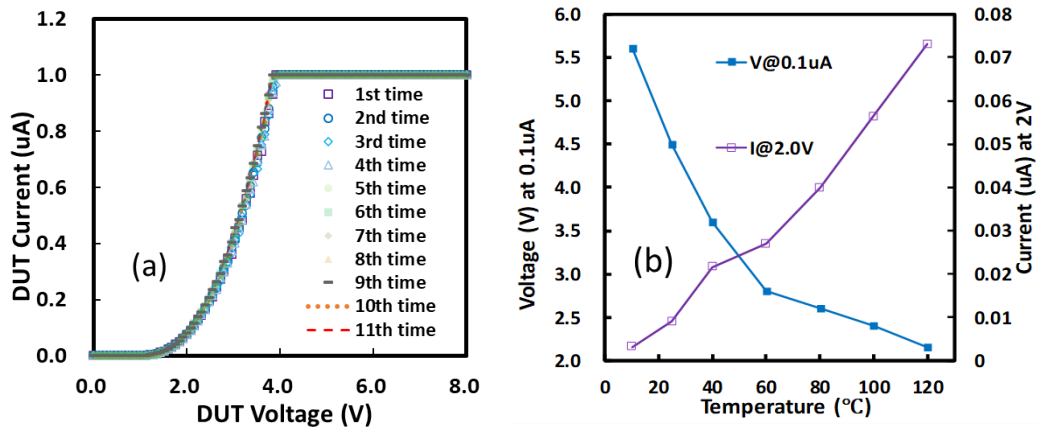 1.2
1.0
0.8
0.6
0.4
0.2
0.0
DUT Current (uA)
0.0 2.0 4.0 6.0 8.0
DUT Voltage (V)
(a)
1st time
2nd time
3rd time
4th time
5th time
6th time
7th time
8th time
9th time
10th time
11th time
6.0
5.5
5.0
4.5
4.0
3.5
3.0
2.5
2.0
Voltage (V) at 0.1uA
0 20 40 60 80 100 120
Temperature (℃)
(b)
V@0.1uA
I@2.0V
0.08
0.07
0.06
0.05
0.04
0.03
0.02
0.01
0
Current (uA) at 2V